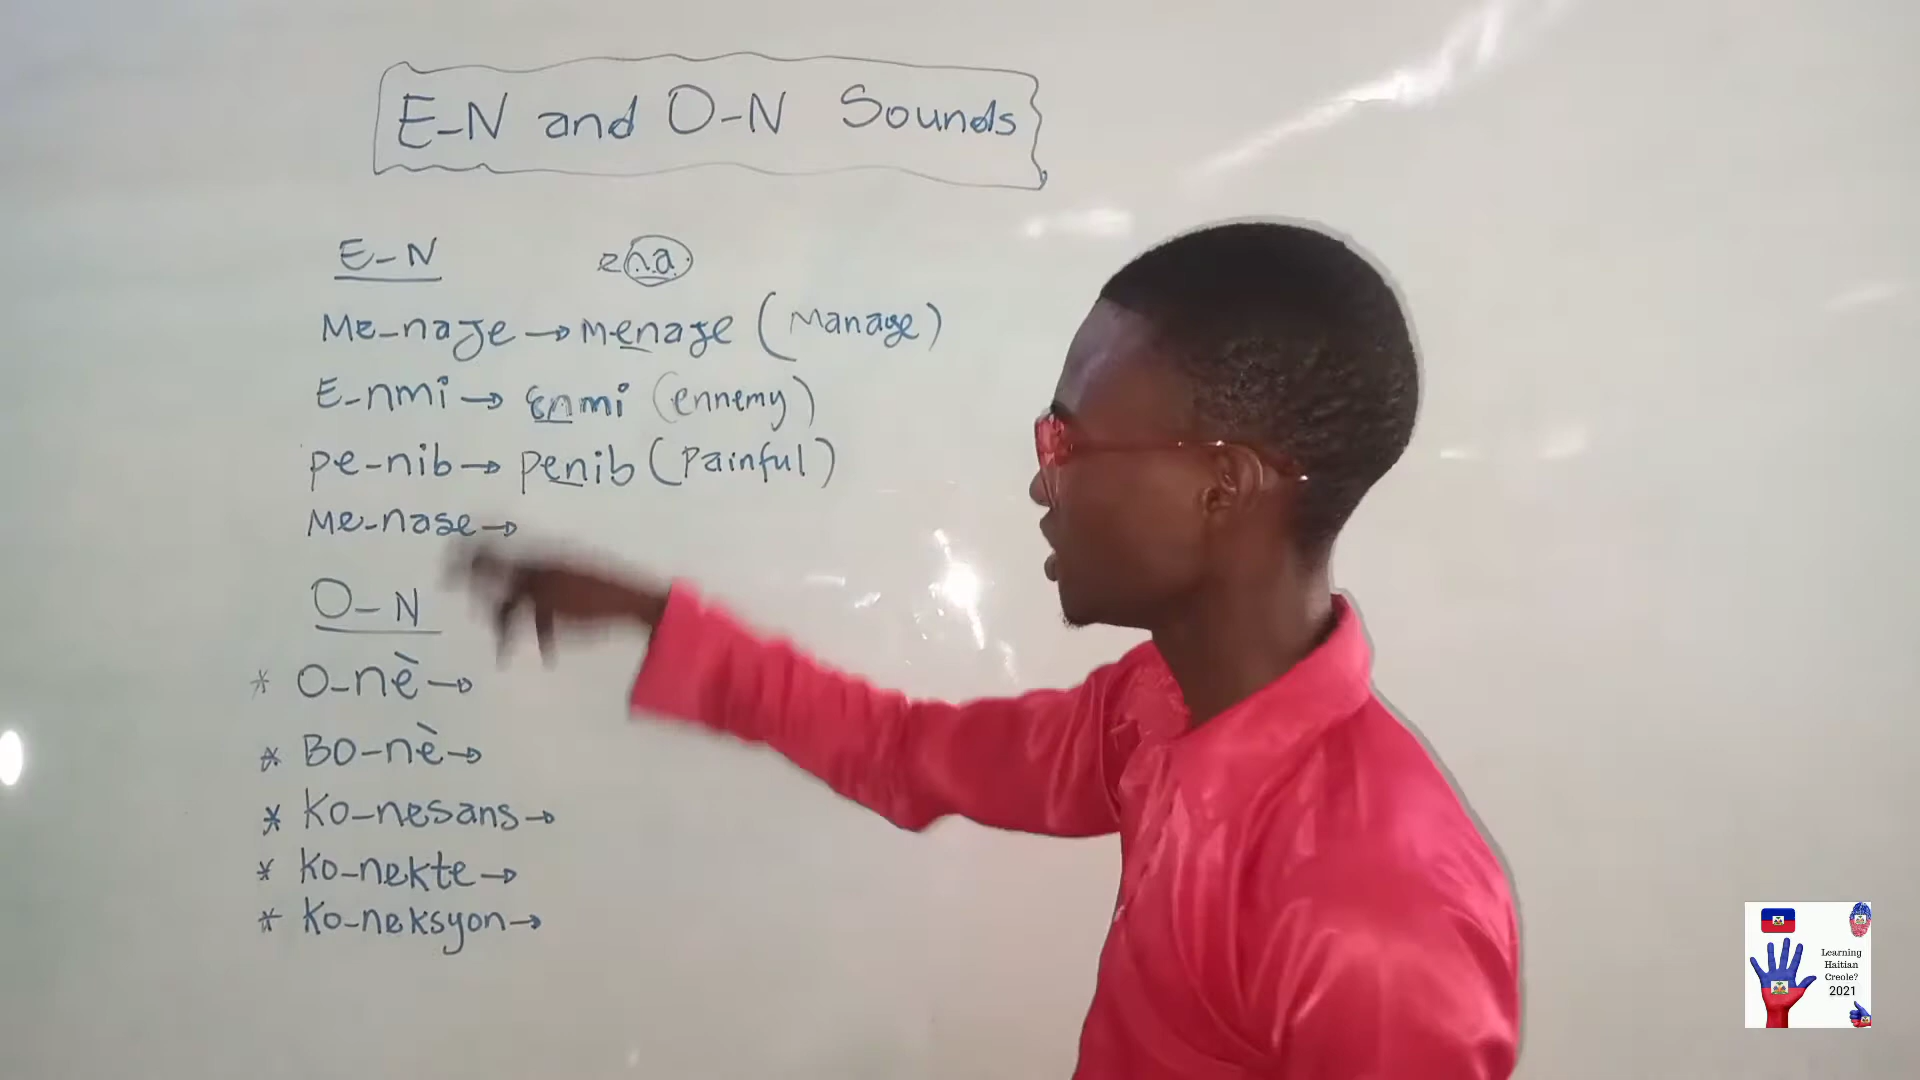 E-N and O-N Sounds
E-N
ena
Me-naje → menaje (Manage)
E-nmi → enmi (ennemy)
pe-nib → penib (Painful)
Me-nase →
O-N
* O-nè →
* Bo-nè →
* Ko-nesans →
* Ko-nekte →
* Ko-neksyon →
Learning
Haitian
Creole?
2021